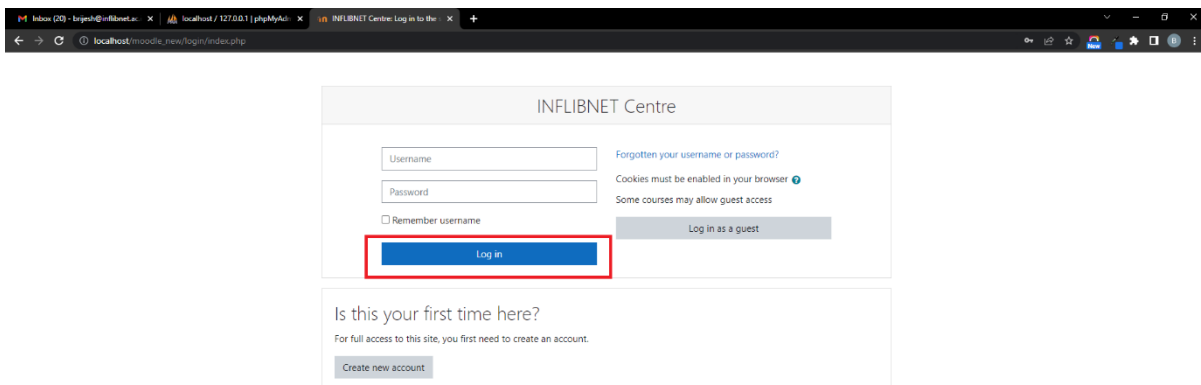 Inbox (20) - brijesh@inflibnet.ac.
localhost / 127.0.0.1 | phpMyAdm
INFLIBNET Centre: Log in to the s
localhost/moodle_new/login/index.php
New
B
INFLIBNET Centre
Username
Password
Remember username
Log in
Forgotten your username or password?
Cookies must be enabled in your browser
Some courses may allow guest access
Log in as a guest
Is this your first time here?
For full access to this site, you first need to create an account.
Create new account